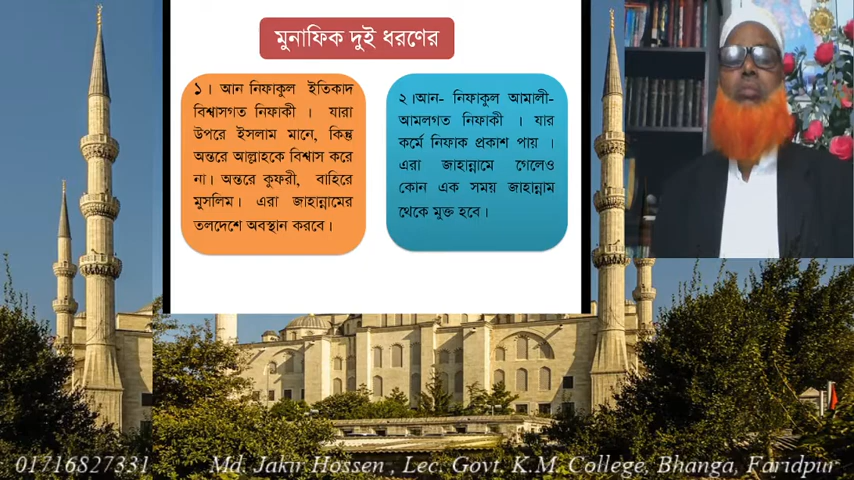 মুনাফিক দুই ধরণের
১। আন নিফাকুল ইতিকাদ
বিশ্বাসগত নিফাকী । যারা
উপরে ইসলাম মানে, কিন্তু
অন্তরে আল্লাহকে বিশ্বাস করে
না। অন্তরে কুফরী, বাহিরে
মুসলিম। এরা জাহান্নামের
তলদেশে অবস্থান করবে।
২।আন- নিফাকুল আমালী-
আমলগত নিফাকী । যার
কর্মে নিফাক প্রকাশ পায় ।
এরা জাহান্নামে গেলেও
কোন এক সময় জাহান্নাম
থেকে মুক্ত হবে।
01716827331 Md. Jakir Hossen , Lec. Govt. K.M. College, Bhanga, Faridpur